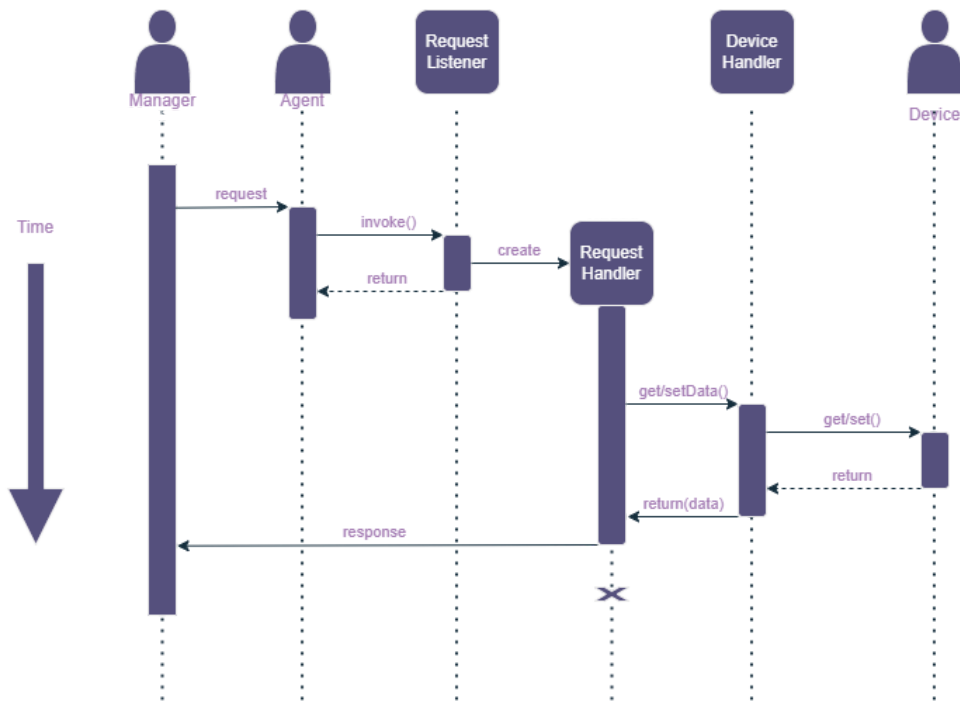 Request
Listener
Device
Handler
Manager
Agent
Device
request
Time
invoke()
create
Request
Handler
return
get/setData()
get/set()
return
return(data)
response